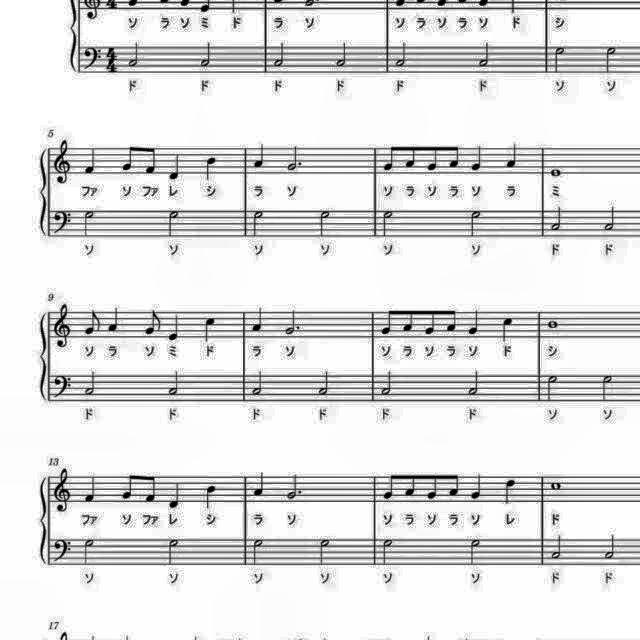 ソ ラ ソ ミ ド ラ ソ ソ ラ ソ ラ ソ ド シ
ド ド ド ド ド ド ソ ソ
5
ファ ソ ファ レ シ ラ ソ ソ ラ ソ ラ ソ ラ ミ
ソ ソ ソ ソ ソ ソ ド ド
9
ソ ラ ソ ミ ド ラ ソ ソ ラ ソ ラ ソ ド シ
ド ド ド ド ド ド ソ ソ
13
ファ ソ ファ レ シ ラ ソ ソ ラ ソ ラ ソ レ ド
ソ ソ ソ ソ ソ ソ ド ド
17